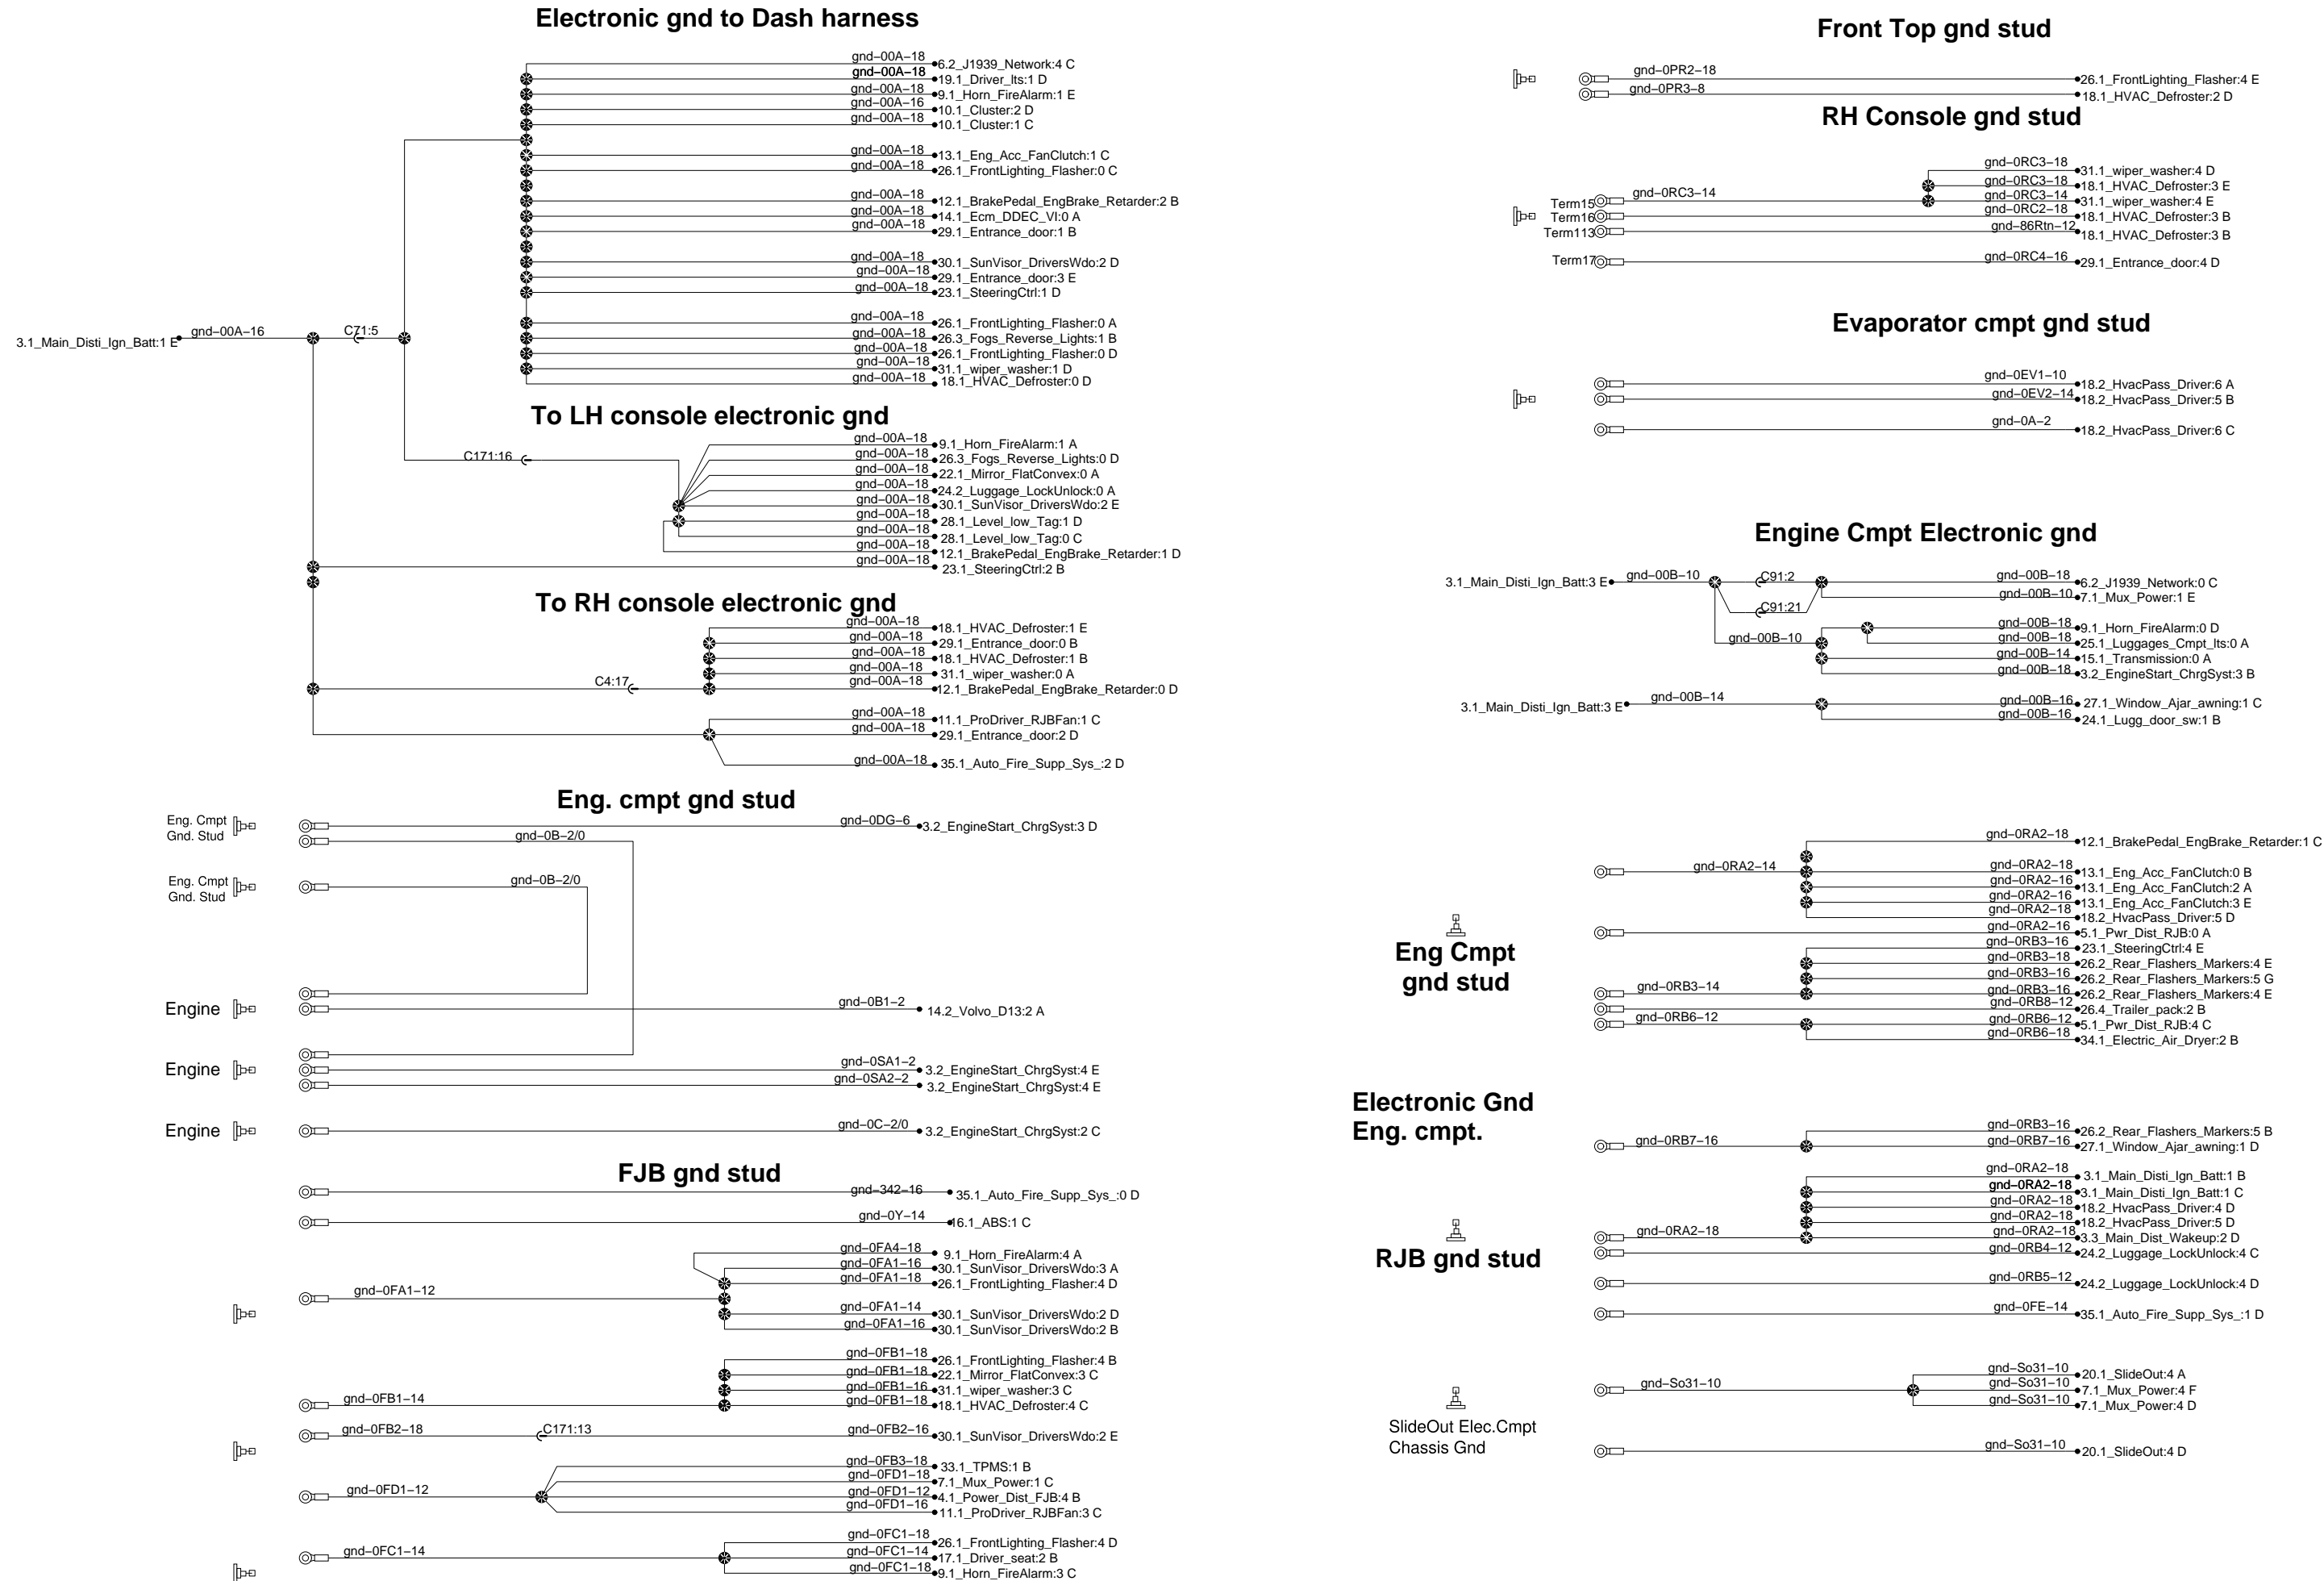 Electronic gnd to Dash harness
gnd–00A–18 6.2_J1939_Network:4 C
gnd–00A–18 19.1_Driver_lts:1 D
gnd–00A–18 9.1_Horn_FireAlarm:1 E
gnd–00A–16 10.1_Cluster:2 D
gnd–00A–18 10.1_Cluster:1 C
gnd–00A–18 13.1_Eng_Acc_FanClutch:1 C
gnd–00A–18 26.1_FrontLighting_Flasher:0 C
gnd–00A–18 12.1_BrakePedal_EngBrake_Retarder:2 B
gnd–00A–18 14.1_Ecm_DDEC_VI:0 A
gnd–00A–18 29.1_Entrance_door:1 B
gnd–00A–18 30.1_SunVisor_DriversWdo:2 D
gnd–00A–18 29.1_Entrance_door:3 E
gnd–00A–18 23.1_SteeringCtrl:1 D
gnd–00A–18 26.1_FrontLighting_Flasher:0 A
3.1_Main_Disti_Ign_Batt:1 E gnd–00A–16 C71:5 gnd–00A–18 26.3_Fogs_Reverse_Lights:1 B
gnd–00A–18 26.1_FrontLighting_Flasher:0 D
gnd–00A–18 31.1_wiper_washer:1 D
gnd–00A–18 18.1_HVAC_Defroster:0 D
To LH console electronic gnd
gnd–00A–18 9.1_Horn_FireAlarm:1 A
C171:16 gnd–00A–18 26.3_Fogs_Reverse_Lights:0 D
gnd–00A–18 22.1_Mirror_FlatConvex:0 A
gnd–00A–18 24.2_Luggage_LockUnlock:0 A
gnd–00A–18 30.1_SunVisor_DriversWdo:2 E
gnd–00A–18 28.1_Level_low_Tag:1 D
gnd–00A–18 28.1_Level_low_Tag:0 C
gnd–00A–18 12.1_BrakePedal_EngBrake_Retarder:1 D
gnd–00A–18 23.1_SteeringCtrl:2 B
To RH console electronic gnd
gnd–00A–18 18.1_HVAC_Defroster:1 E
gnd–00A–18 29.1_Entrance_door:0 B
gnd–00A–18 18.1_HVAC_Defroster:1 B
gnd–00A–18 31.1_wiper_washer:0 A
C4:17 gnd–00A–18 12.1_BrakePedal_EngBrake_Retarder:0 D
gnd–00A–18 11.1_ProDriver_RJBFan:1 C
gnd–00A–18 29.1_Entrance_door:2 D
gnd–00A–18 35.1_Auto_Fire_Supp_Sys_:2 D
Eng. cmpt gnd stud
Eng. Cmpt
Gnd. Stud
gnd–0DG–6 3.2_EngineStart_ChrgSyst:3 D
gnd–0B–2/0
Eng. Cmpt
Gnd. Stud
gnd–0B–2/0
Engine gnd–0B1–2 14.2_Volvo_D13:2 A
Engine gnd–0SA1–2 3.2_EngineStart_ChrgSyst:4 E
gnd–0SA2–2 3.2_EngineStart_ChrgSyst:4 E
Engine gnd–0C–2/0 3.2_EngineStart_ChrgSyst:2 C
FJB gnd stud
gnd–342–16 35.1_Auto_Fire_Supp_Sys_:0 D
gnd–0Y–14 16.1_ABS:1 C
gnd–0FA4–18 9.1_Horn_FireAlarm:4 A
gnd–0FA1–16 30.1_SunVisor_DriversWdo:3 A
gnd–0FA1–18 26.1_FrontLighting_Flasher:4 D
gnd–0FA1–12
gnd–0FA1–14 30.1_SunVisor_DriversWdo:2 D
gnd–0FA1–16 30.1_SunVisor_DriversWdo:2 B
gnd–0FB1–18 26.1_FrontLighting_Flasher:4 B
gnd–0FB1–18 22.1_Mirror_FlatConvex:3 C
gnd–0FB1–16 31.1_wiper_washer:3 C
gnd–0FB1–14 gnd–0FB1–18 18.1_HVAC_Defroster:4 C
gnd–0FB2–18 C171:13 gnd–0FB2–16 30.1_SunVisor_DriversWdo:2 E
gnd–0FB3–18 33.1_TPMS:1 B
gnd–0FD1–18 7.1_Mux_Power:1 C
gnd–0FD1–12 gnd–0FD1–12 4.1_Power_Dist_FJB:4 B
gnd–0FD1–16 11.1_ProDriver_RJBFan:3 C
gnd–0FC1–18 26.1_FrontLighting_Flasher:4 D
gnd–0FC1–14 gnd–0FC1–14 17.1_Driver_seat:2 B
gnd–0FC1–18 9.1_Horn_FireAlarm:3 C
Front Top gnd stud
gnd–0PR2–18 26.1_FrontLighting_Flasher:4 E
gnd–0PR3–8 18.1_HVAC_Defroster:2 D
RH Console gnd stud
gnd–0RC3–18 31.1_wiper_washer:4 D
gnd–0RC3–18 18.1_HVAC_Defroster:3 E
Term15 gnd–0RC3–14 gnd–0RC3–14 31.1_wiper_washer:4 E
Term16 gnd–0RC2–18 18.1_HVAC_Defroster:3 B
Term113 gnd–86Rtn–12 18.1_HVAC_Defroster:3 B
Term17 gnd–0RC4–16 29.1_Entrance_door:4 D
Evaporator cmpt gnd stud
gnd–0EV1–10 18.2_HvacPass_Driver:6 A
gnd–0EV2–14 18.2_HvacPass_Driver:5 B
gnd–0A–2 18.2_HvacPass_Driver:6 C
Engine Cmpt Electronic gnd
3.1_Main_Disti_Ign_Batt:3 E gnd–00B–10 C91:2 gnd–00B–18 6.2_J1939_Network:0 C
C91:21 gnd–00B–10 7.1_Mux_Power:1 E
gnd–00B–18 9.1_Horn_FireAlarm:0 D
gnd–00B–10 gnd–00B–18 25.1_Luggages_Cmpt_lts:0 A
gnd–00B–14 15.1_Transmission:0 A
gnd–00B–18 3.2_EngineStart_ChrgSyst:3 B
3.1_Main_Disti_Ign_Batt:3 E gnd–00B–14 gnd–00B–16 27.1_Window_Ajar_awning:1 C
gnd–00B–16 24.1_Lugg_door_sw:1 B
gnd–0RA2–18 12.1_BrakePedal_EngBrake_Retarder:1 C
gnd–0RA2–14 gnd–0RA2–18 13.1_Eng_Acc_FanClutch:0 B
gnd–0RA2–16 13.1_Eng_Acc_FanClutch:2 A
gnd–0RA2–16 13.1_Eng_Acc_FanClutch:3 E
gnd–0RA2–18 18.2_HvacPass_Driver:5 D
gnd–0RA2–16 5.1_Pwr_Dist_RJB:0 A
Eng Cmpt
gnd stud
gnd–0RB3–16 23.1_SteeringCtrl:4 E
gnd–0RB3–18 26.2_Rear_Flashers_Markers:4 E
gnd–0RB3–16 26.2_Rear_Flashers_Markers:5 G
gnd–0RB3–14 gnd–0RB3–16 26.2_Rear_Flashers_Markers:4 E
gnd–0RB8–12 26.4_Trailer_pack:2 B
gnd–0RB6–12 gnd–0RB6–12 5.1_Pwr_Dist_RJB:4 C
gnd–0RB6–18 34.1_Electric_Air_Dryer:2 B
Electronic Gnd
Eng. cmpt.
gnd–0RB3–16 26.2_Rear_Flashers_Markers:5 B
gnd–0RB7–16 gnd–0RB7–16 27.1_Window_Ajar_awning:1 D
gnd–0RA2–18 3.1_Main_Disti_Ign_Batt:1 B
gnd–0RA2–18 3.1_Main_Disti_Ign_Batt:1 C
gnd–0RA2–18 18.2_HvacPass_Driver:4 D
gnd–0RA2–18 18.2_HvacPass_Driver:5 D
gnd–0RA2–18 gnd–0RA2–18 3.3_Main_Dist_Wakeup:2 D
RJB gnd stud
gnd–0RB4–12 24.2_Luggage_LockUnlock:4 C
gnd–0RB5–12 24.2_Luggage_LockUnlock:4 D
gnd–0FE–14 35.1_Auto_Fire_Supp_Sys_:1 D
gnd–So31–10 20.1_SlideOut:4 A
gnd–So31–10 gnd–So31–10 7.1_Mux_Power:4 F
gnd–So31–10 7.1_Mux_Power:4 D
SlideOut Elec.Cmpt
Chassis Gnd
gnd–So31–10 20.1_SlideOut:4 D